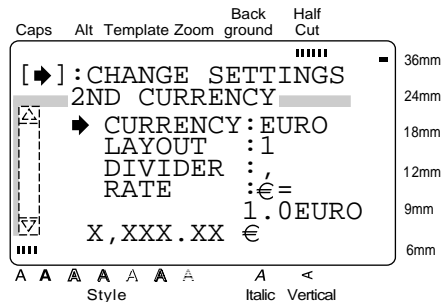 Back Half
Caps Alt Template Zoom ground Cut
[➡]:CHANGE SETTINGS
2ND CURRENCY
➡ CURRENCY:EURO
LAYOUT :1
DIVIDER :,
RATE :€=
1.0EURO
X,XXX.XX €
36mm
24mm
18mm
12mm
9mm
6mm
A A A A A A A A A
Style Italic Vertical